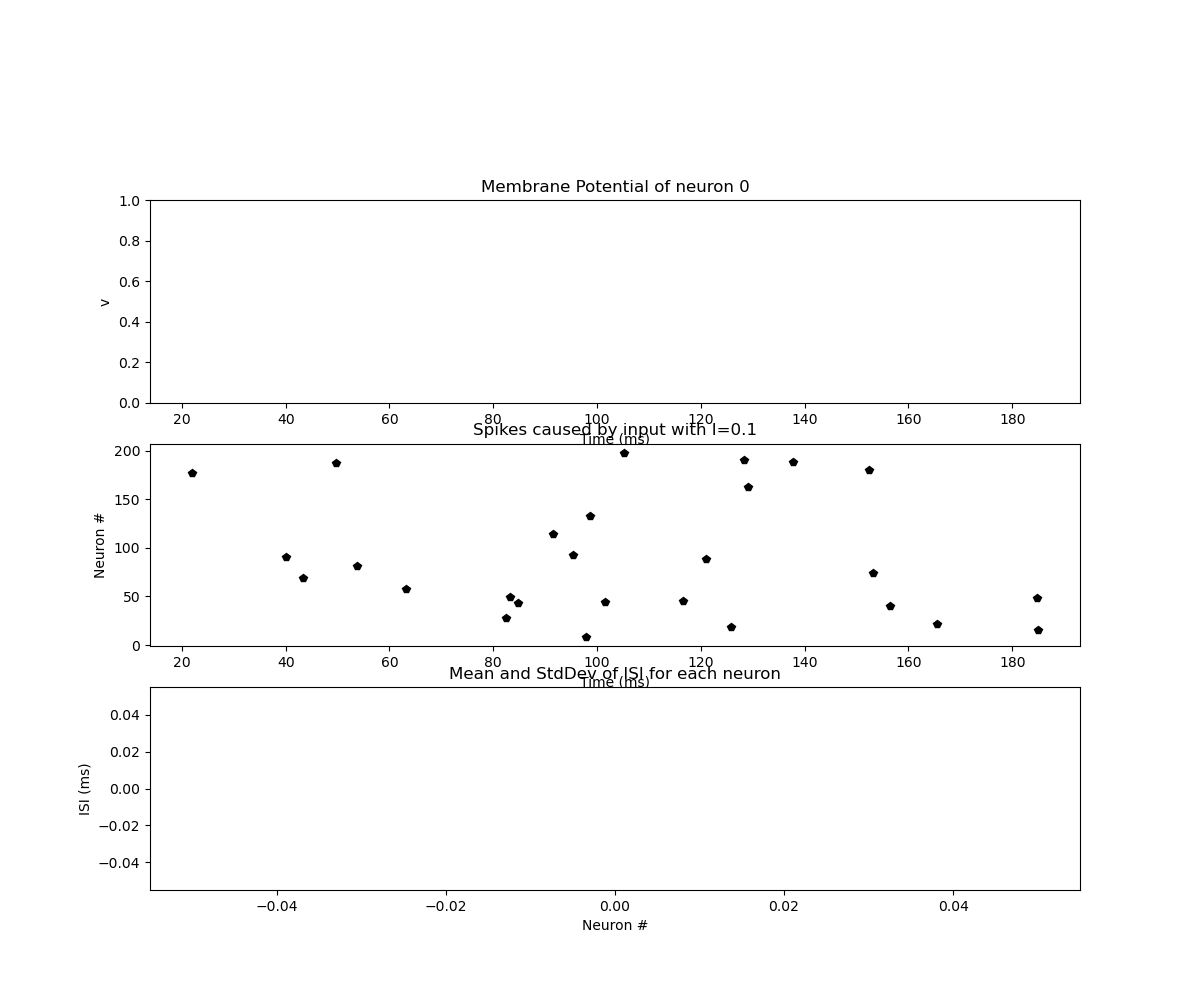 Membrane Potential of neuron 0
1.0
0.8
0.6
0.4
0.2
0.0
v
20 40 60 80 100 120 140 160 180
Time (ms)
Spikes caused by input with I=0.1
200
150
100
50
0
Neuron #
20 40 60 80 100 120 140 160 180
Time (ms)
Mean and StdDev of ISI for each neuron
0.04
0.02
0.00
−0.02
−0.04
ISI (ms)
−0.04 −0.02 0.00 0.02 0.04
Neuron #